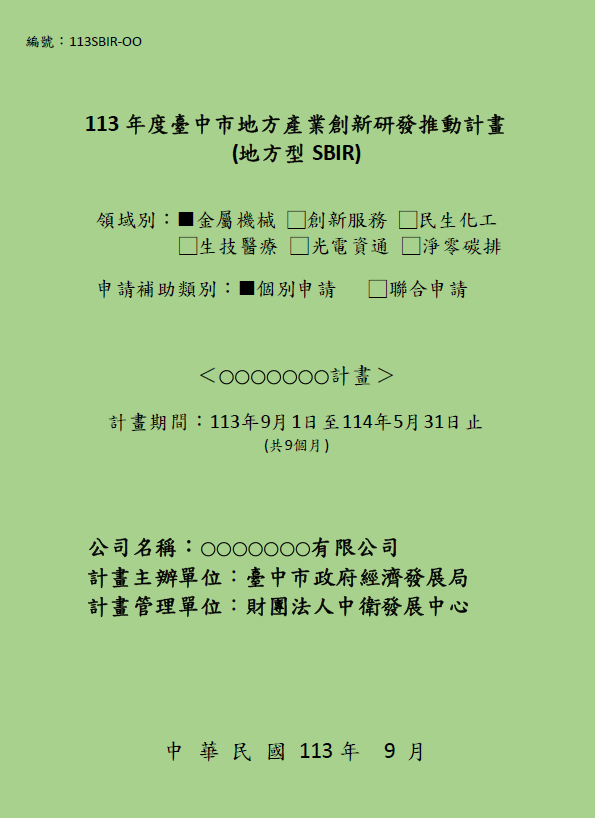 編號：113SBIR-OO
113 年度臺中市地方產業創新研發推動計畫
(地方型 SBIR)
領域別：■金屬機械 □創新服務 □民生化工
□生技醫療 □光電資通 □淨零碳排
申請補助類別：■個別申請 □聯合申請
＜○○○○○○○計畫＞
計畫期間：113年9月1日至114年5月31日止
(共9個月)
公司名稱：○○○○○○○有限公司
計畫主辦單位：臺中市政府經濟發展局
計畫管理單位：財團法人中衛發展中心
中 華 民 國 113 年 9 月